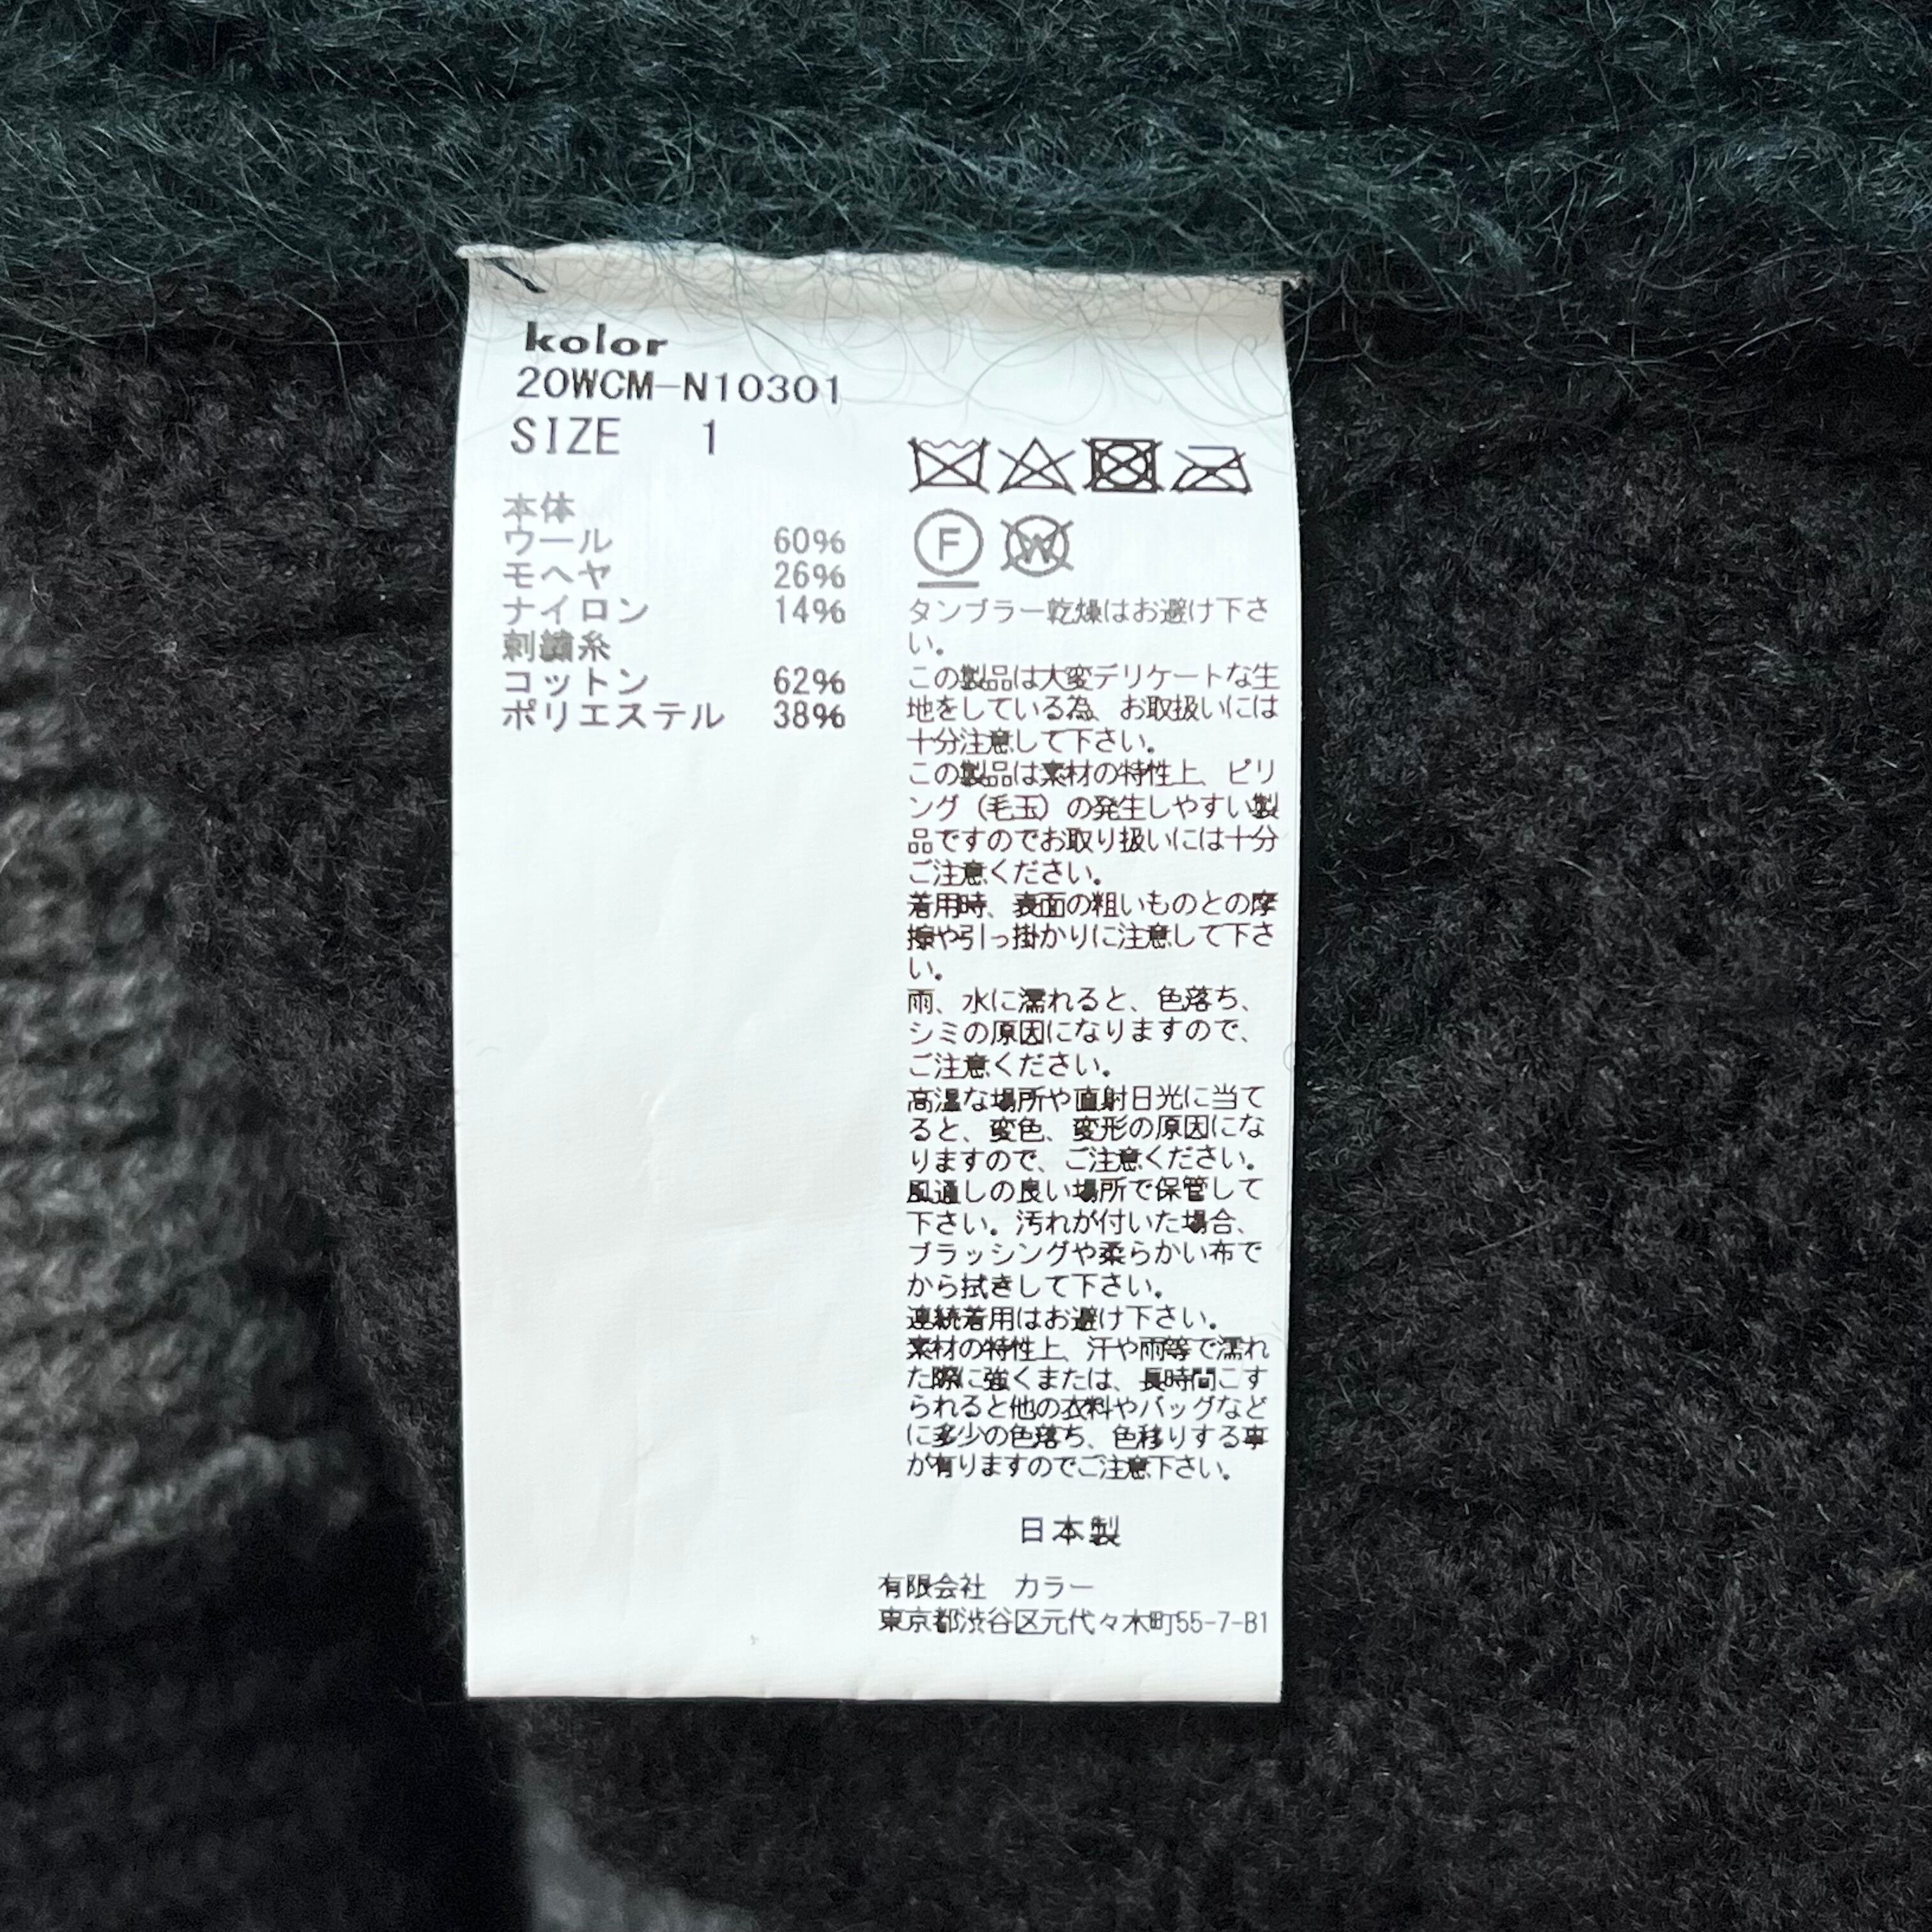 kolor
20WCM-N10301
SIZE 1
本体
ウール 60%
モヘヤ 26%
ナイロン 14%
刺繍糸
コットン 62%
ポリエステル 38%
F W
タンブラー乾燥はお避け下さ
い。
この製品は大変デリケートな生
地をしている為、お取扱いには
十分注意して下さい。
この製品は素材の特性上、ピリ
ング（毛玉）の発生しやすい製
品ですのでお取り扱いには十分
ご注意ください。
着用時、表面の粗いものとの摩
擦や引っ掛かりに注意して下さ
い。
雨、水に濡れると、色落ち、
シミの原因になりますので、
ご注意ください。
高温な場所や直射日光に当て
ると、変色、変形の原因にな
りますので、ご注意ください。
風通しの良い場所で保管して
下さい。汚れが付いた場合、
ブラッシングや柔らかい布で
から拭きして下さい。
連続着用はお避け下さい。
素材の特性上、汗や雨等で濡れ
た際に強くまたは、長時間こす
られると他の衣料やバッグなど
に多少の色落ち、色移りする事
が有りますのでご注意下さい。
日本製
有限会社 カラー
東京都渋谷区元代々木町55-7-B1